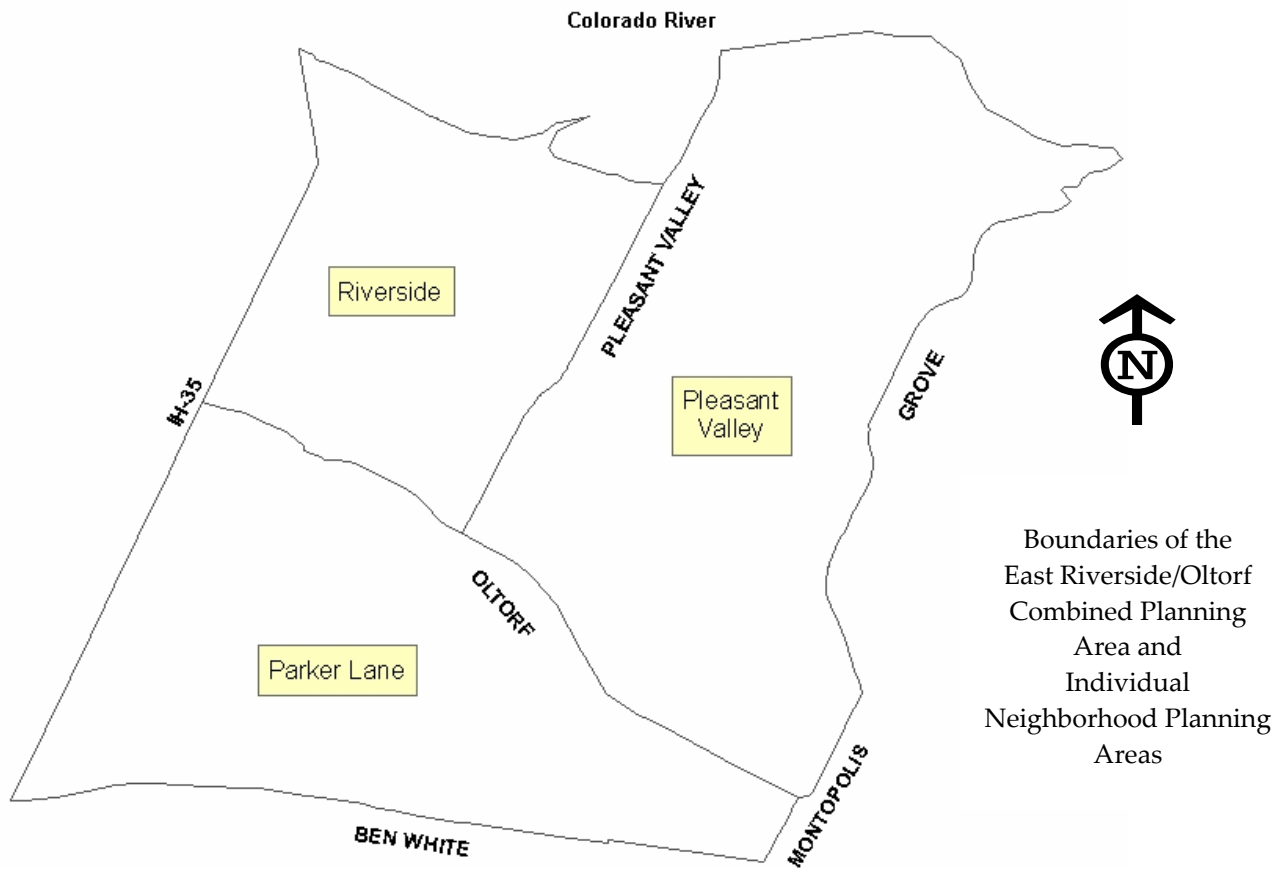 Colorado River
PLEASANT VALLEY
Riverside
IH-35
GROVE
Pleasant
Valley
N
OLTORF
Parker Lane
MONTOPOLIS
BEN WHITE
Boundaries of the
East Riverside/Oltorf
Combined Planning
Area and
Individual
Neighborhood Planning
Areas